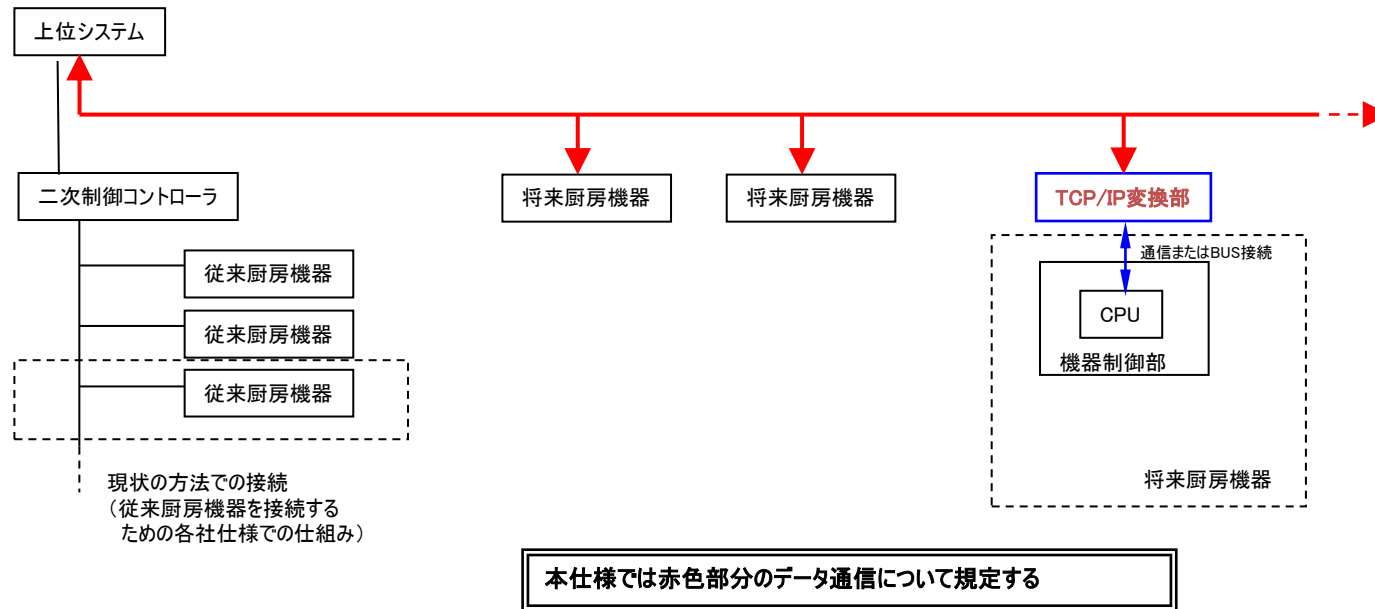 上位システム
二次制御コントローラ
将来厨房機器
将来厨房機器
TCP/IP変換部
通信またはBUS接続
従来厨房機器
CPU
従来厨房機器
機器制御部
従来厨房機器
現状の方法での接続
（従来厨房機器を接続する
ための各社仕様での仕組み）
将来厨房機器
本仕様では赤色部分のデータ通信について規定する